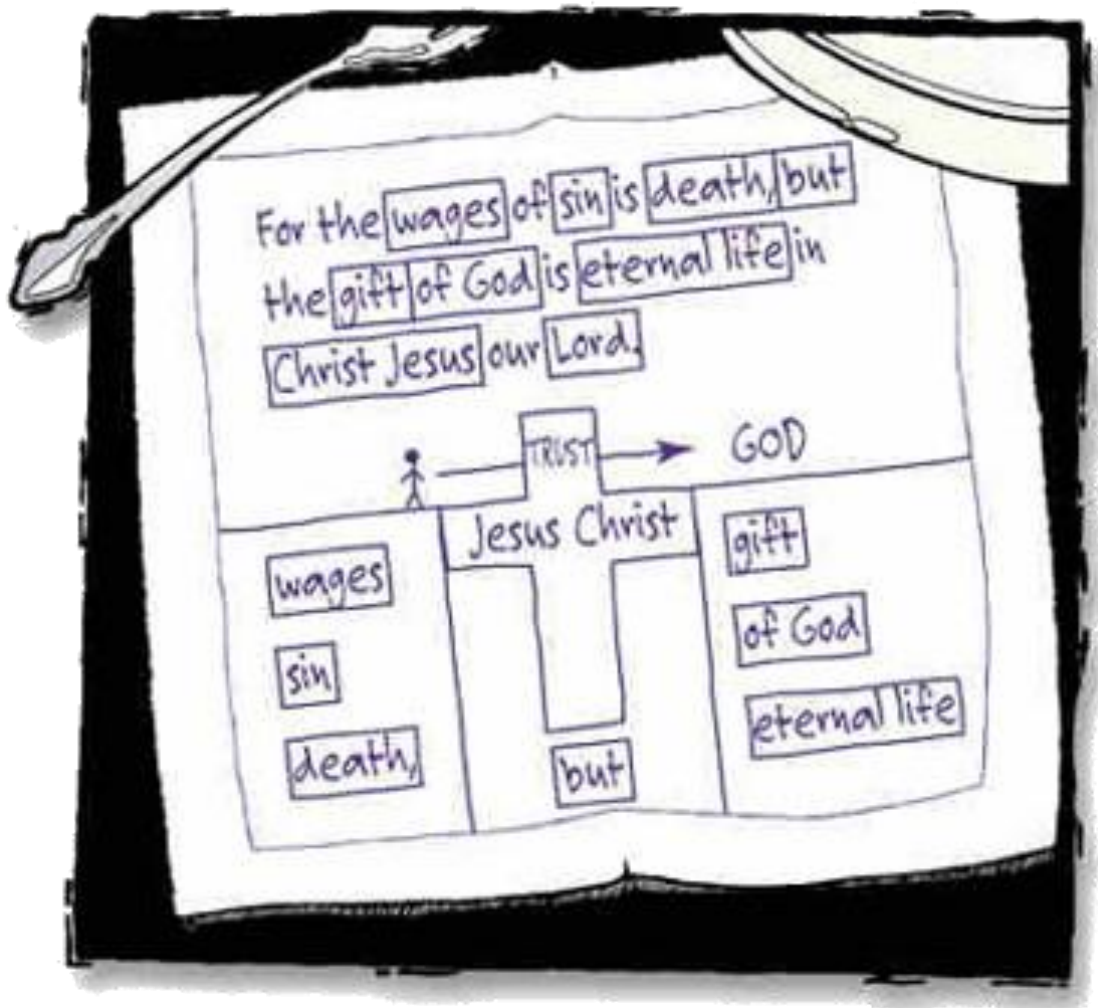 For the wages of sin is death, but
the gift of God is eternal life in
Christ Jesus our Lord.
TRUST
GOD
Jesus Christ
wages
sin
death,
but
gift
of God
eternal life